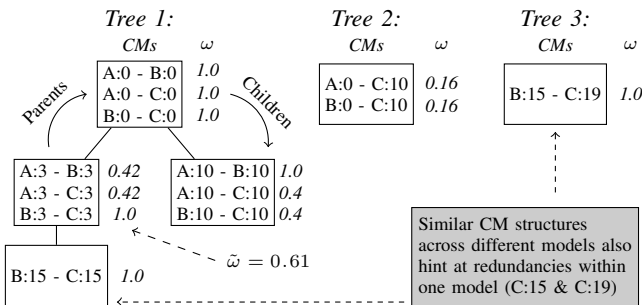 Tree 1:
CMs ω
A:0 - B:0 1.0
A:0 - C:0 1.0
B:0 - C:0 1.0
Parents
Children
A:3 - B:3 0.42
A:3 - C:3 0.42
B:3 - C:3 1.0
A:10 - B:10 1.0
A:10 - C:10 0.4
B:10 - C:10 0.4
B:15 - C:15 1.0
ω̃ = 0.61
Tree 2:
CMs ω
A:0 - C:10 0.16
B:0 - C:10 0.16
Tree 3:
CMs ω
B:15 - C:19 1.0
Similar CM structures
across different models also
hint at redundancies within
one model (C:15 & C:19)